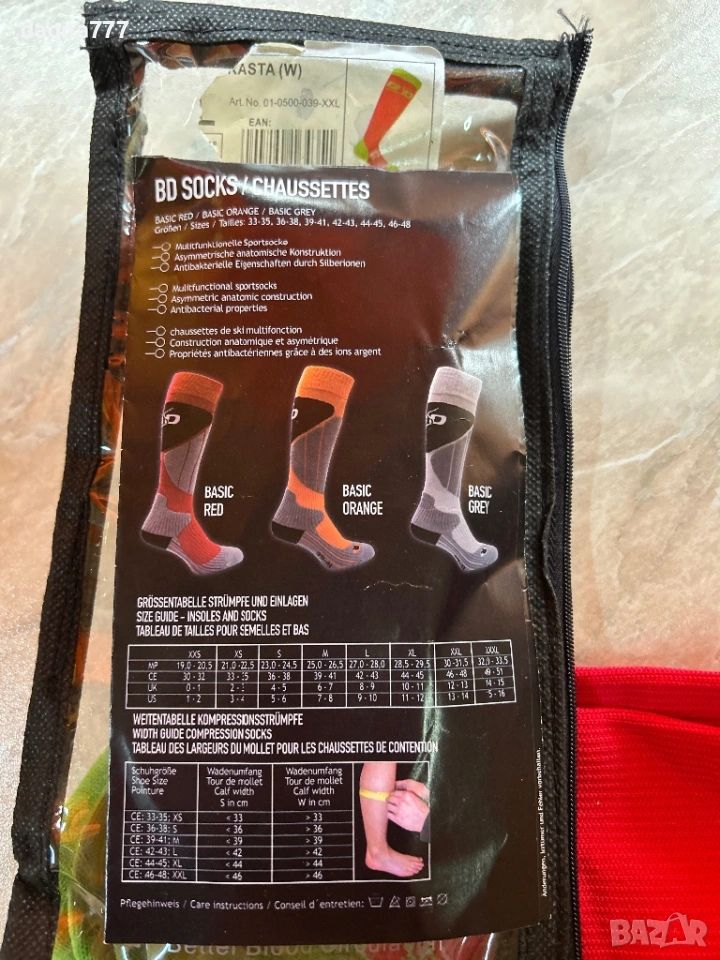 RASTA (W)
Art. No. 01-0500-039-XXL
EAN:
BD SOCKS / CHAUSSETTES
BASIC RED / BASIC ORANGE / BASIC GREY
Größen / Sizes / Tailles: 33-35, 36-38, 39-41, 42-43, 44-45, 46-48
Mulitfunktionelle Sportsocke
Asymmetrische anatomische Konstruktion
Antibakterielle Eigenschaften durch Silberionen
Mulitfunctional sportsocks
Asymmetric anatomic construction
Antibacterial properties
chaussettes de ski multifonction
Construction anatomique et asymétrique
Propriétés antibactériennes grâce à des ions argent
BASIC RED
BASIC ORANGE
BASIC GREY
GRÖSSENTABELLE STRÜMPFE UND EINLAGEN
SIZE GUIDE – INSOLES AND SOCKS
TABLEAU DE TAILLES POUR SEMELLES ET BAS
XXS XS S M L XL XXL XXXL
MP 19,0 - 20,5 21,0 - 22,5 23,0 - 24,5 25,0 - 26,5 27,0 - 28,0 28,5 - 29,5 30 - 31,5 32,0 - 33,5
CE 30 - 32 33 - 35 36 - 38 39 - 41 42 - 43 44 - 45 46 - 48 49 - 51
UK 0 - 1 2 - 3 4 - 5 6 - 7 8 - 9 10 - 11 12 - 13 14 - 15
US 1 - 2 3 - 4 5 - 6 7 - 8 9 - 10 11 - 12 13 - 14 15 - 16
WEITENTABELLE KOMPRESSIONSSTRÜMPFE
WIDTH GUIDE COMPRESSION SOCKS
TABLEAU DES LARGEURS DU MOLLET POUR LES CHAUSSETTES DE CONTENTION
Schuhgröße Wadenumfang Wadenumfang
Shoe Size Tour de mollet Tour de mollet
Pointure Calf width Calf width
S in cm W in cm
CE: 33-35; XS < 33 > 33
CE: 36-38; S < 36 > 36
CE: 39-41; M < 39 > 39
CE: 42-43; L < 42 > 42
CE: 44-45; XL < 44 > 44
CE: 46-48; XXL < 46 > 46
Pflegehinweis / Care instructions / Conseil d´entretien:
Änderungen, Irrtümer und Fehler vorbehalten.
Better Blood Circulation
BAZAR